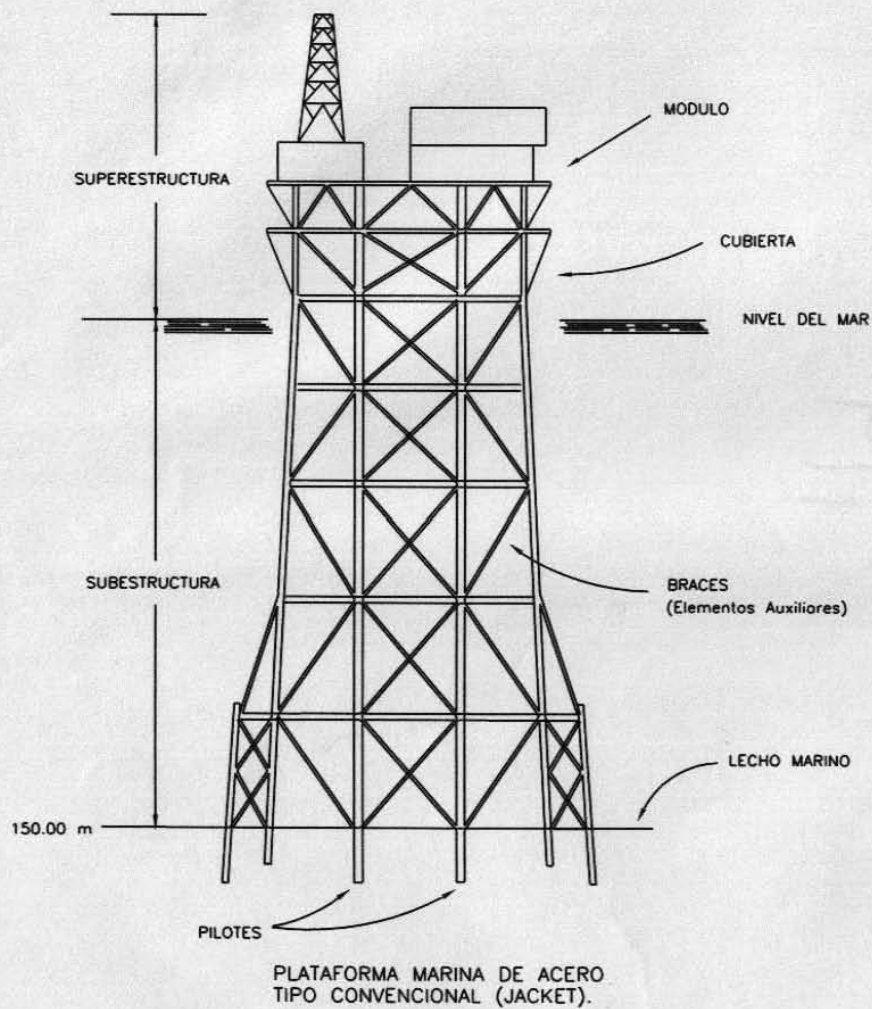 MODULO
SUPERESTRUCTURA
CUBIERTA
NIVEL DEL MAR
SUBESTRUCTURA
BRACES
(Elementos Auxiliores)
LECHO MARINO
150.00 m
PILOTES
PLATAFORMA MARINA DE ACERO
TIPO CONVENCIONAL (JACKET).